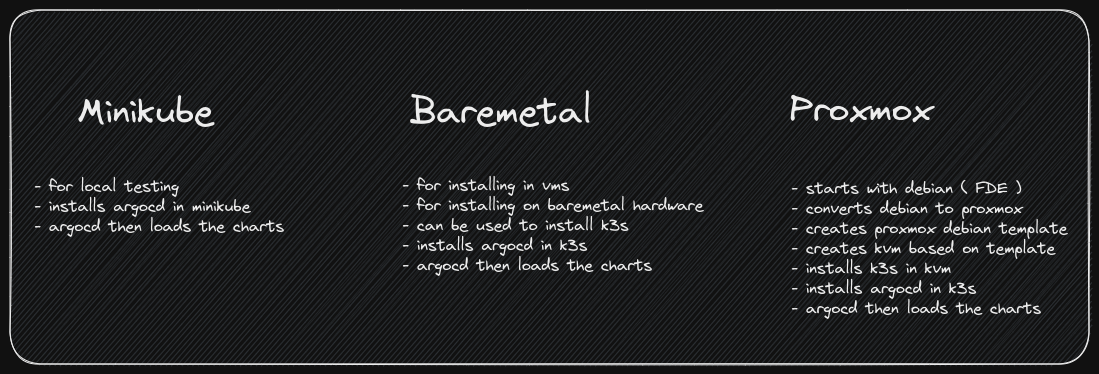 Minikube
- for local testing
- installs argocd in minikube
- argocd then loads the charts
Baremetal
- for installing in vms
- for installing on baremetal hardware
- can be used to install k3s
- installs argocd in k3s
- argocd then loads the charts
Proxmox
- starts with debian ( FDE )
- converts debian to proxmox
- creates proxmox debian template
- creates kvm based on template
- installs k3s in kvm
- installs argocd in k3s
- argocd then loads the charts